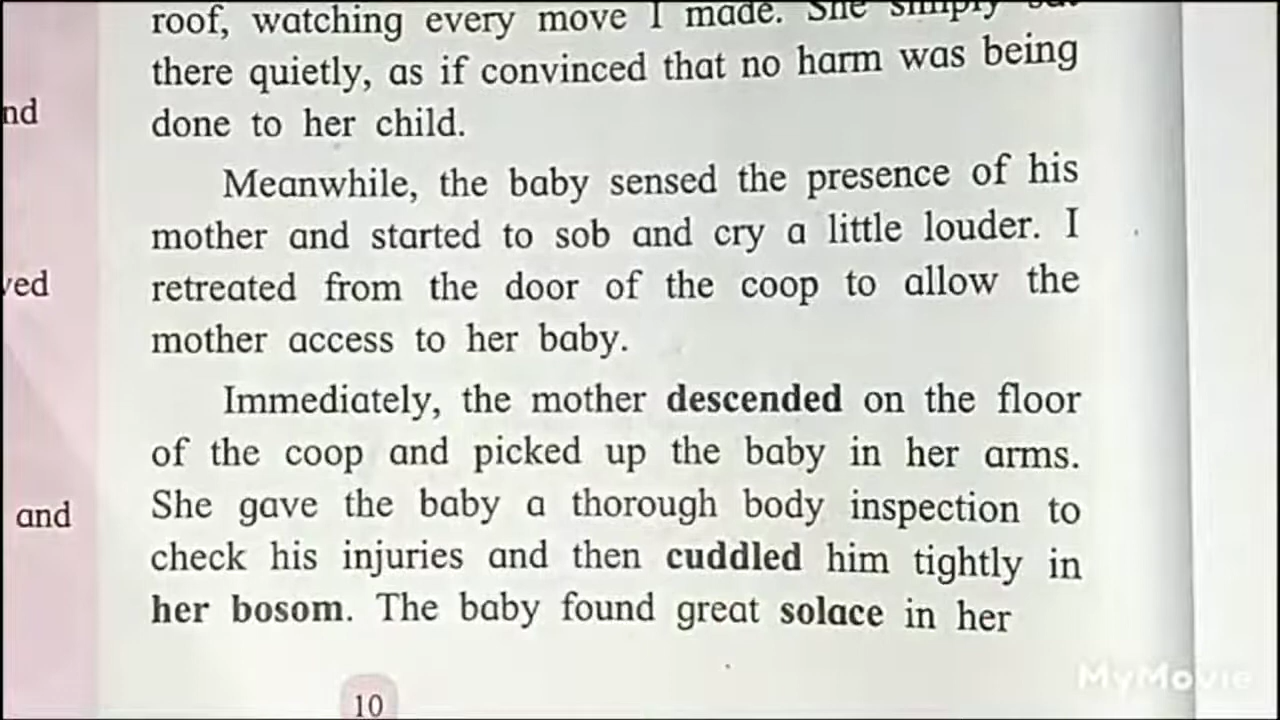 roof, watching every move I made. She simply sat
there quietly, as if convinced that no harm was being
done to her child.
nd
Meanwhile, the baby sensed the presence of his
mother and started to sob and cry a little louder. I
retreated from the door of the coop to allow the
ved
mother access to her baby.
Immediately, the mother descended on the floor
of the coop and picked up the baby in her arms.
She gave the baby a thorough body inspection to
and
check his injuries and then cuddled him tightly in
her bosom. The baby found great solace in her
10
MyMovie